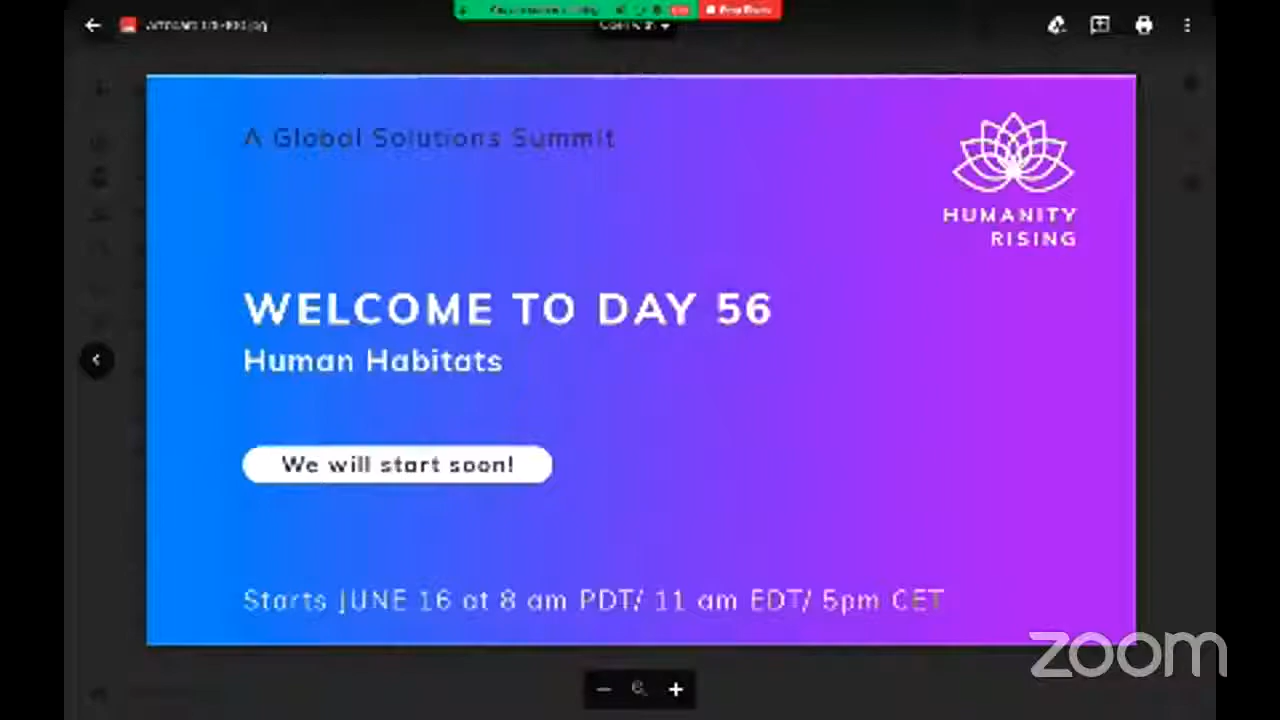 A Global Solutions Summit
HUMANITY
RISING
WELCOME TO DAY 56
Human Habitats
We will start soon!
Starts JUNE 16 at 8 am PDT/ 11 am EDT/ 5pm CET
zoom